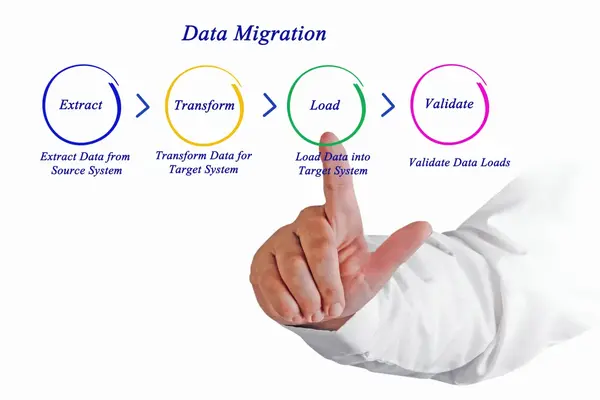 Data Migration
Extract
Transform
Load
Validate
Extract Data from
Source System
Transform Data for
Target System
Load Data into
Target System
Validate Data Loads